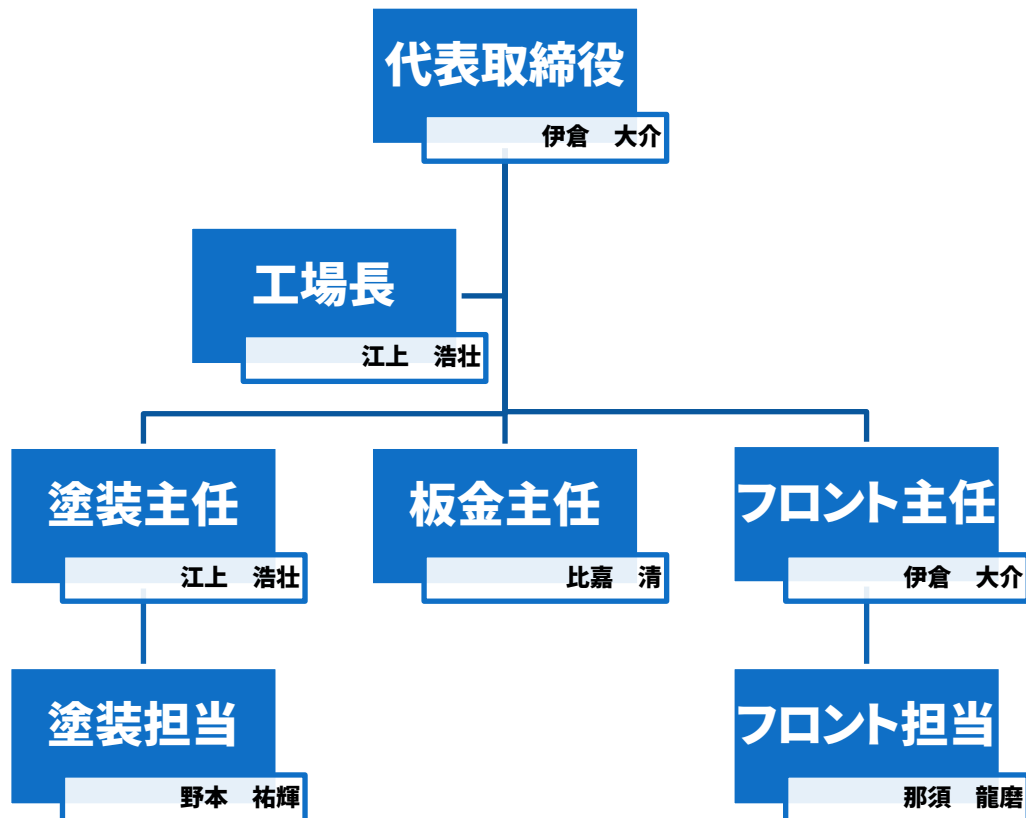 代表取締役
伊倉　大介
工場長
江上　浩壮
塗装主任
江上　浩壮
板金主任
比嘉　清
フロント主任
伊倉　大介
塗装担当
野本　祐輝
フロント担当
那須　龍磨